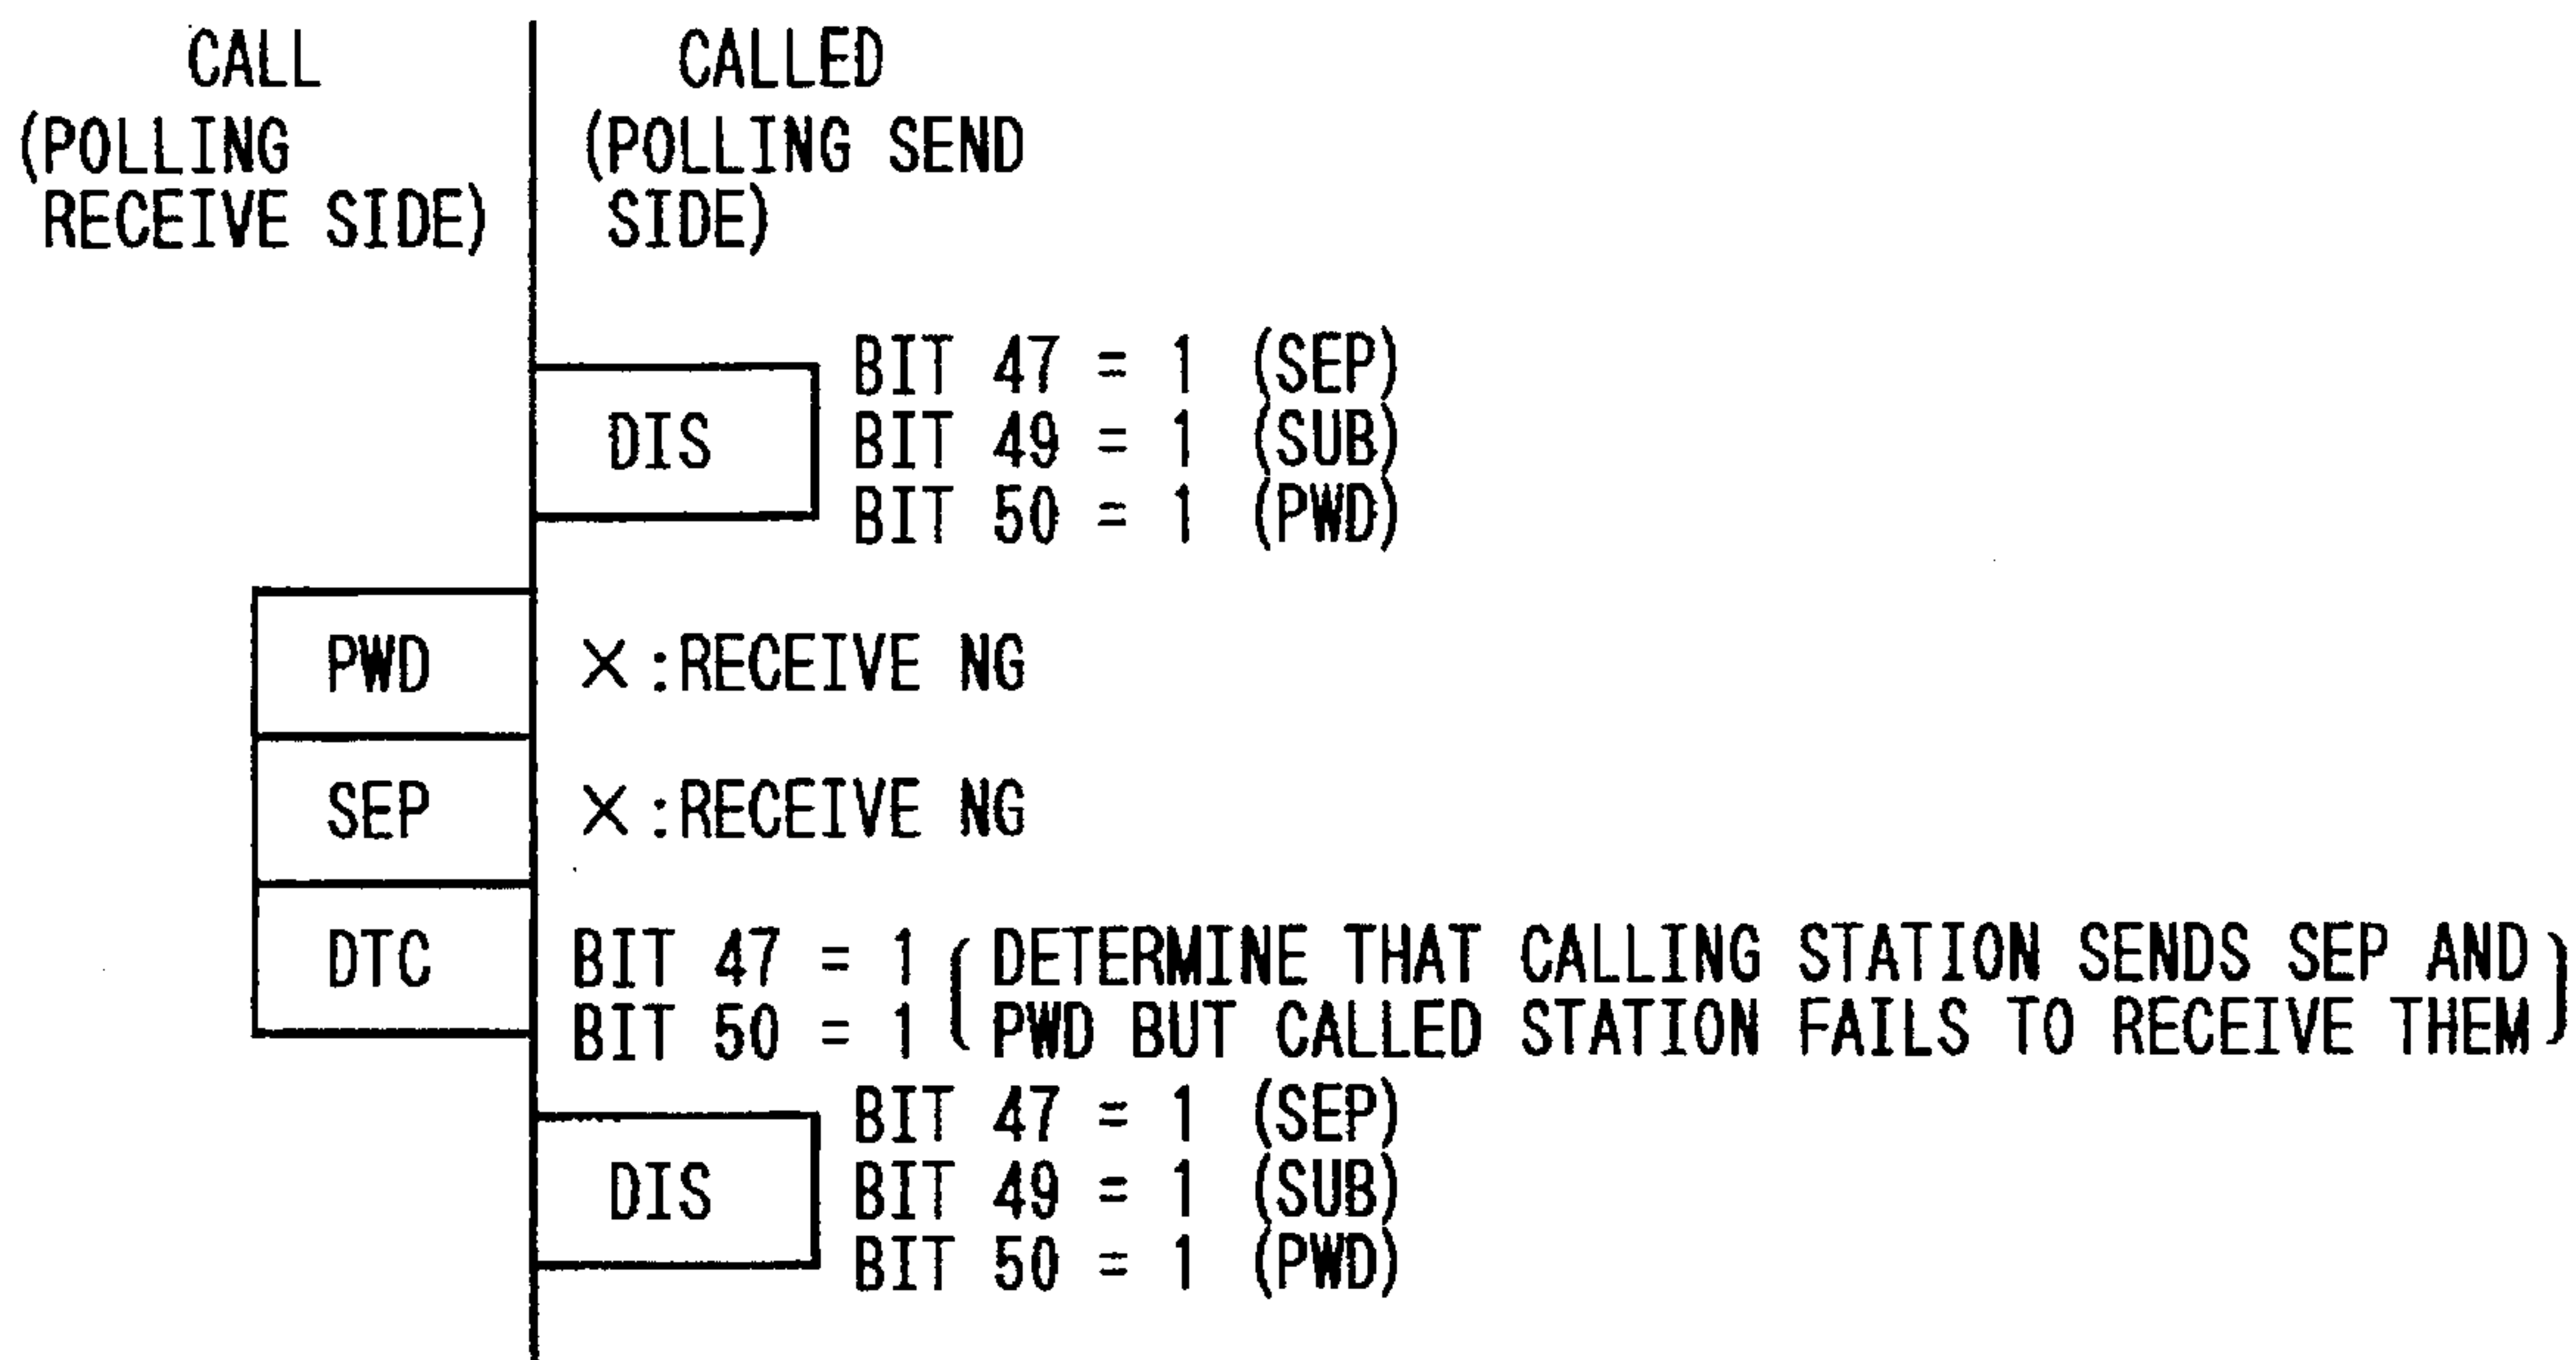 CALL
(POLLING
RECEIVE SIDE)
CALLED
(POLLING SEND
SIDE)
DIS
BIT 47 = 1 (SEP)
BIT 49 = 1 (SUB)
BIT 50 = 1 (PWD)
PWD
×:RECEIVE NG
SEP
×:RECEIVE NG
DTC
BIT 47 = 1
BIT 50 = 1
(DETERMINE THAT CALLING STATION SENDS SEP AND
PWD BUT CALLED STATION FAILS TO RECEIVE THEM)
DIS
BIT 47 = 1 (SEP)
BIT 49 = 1 (SUB)
BIT 50 = 1 (PWD)